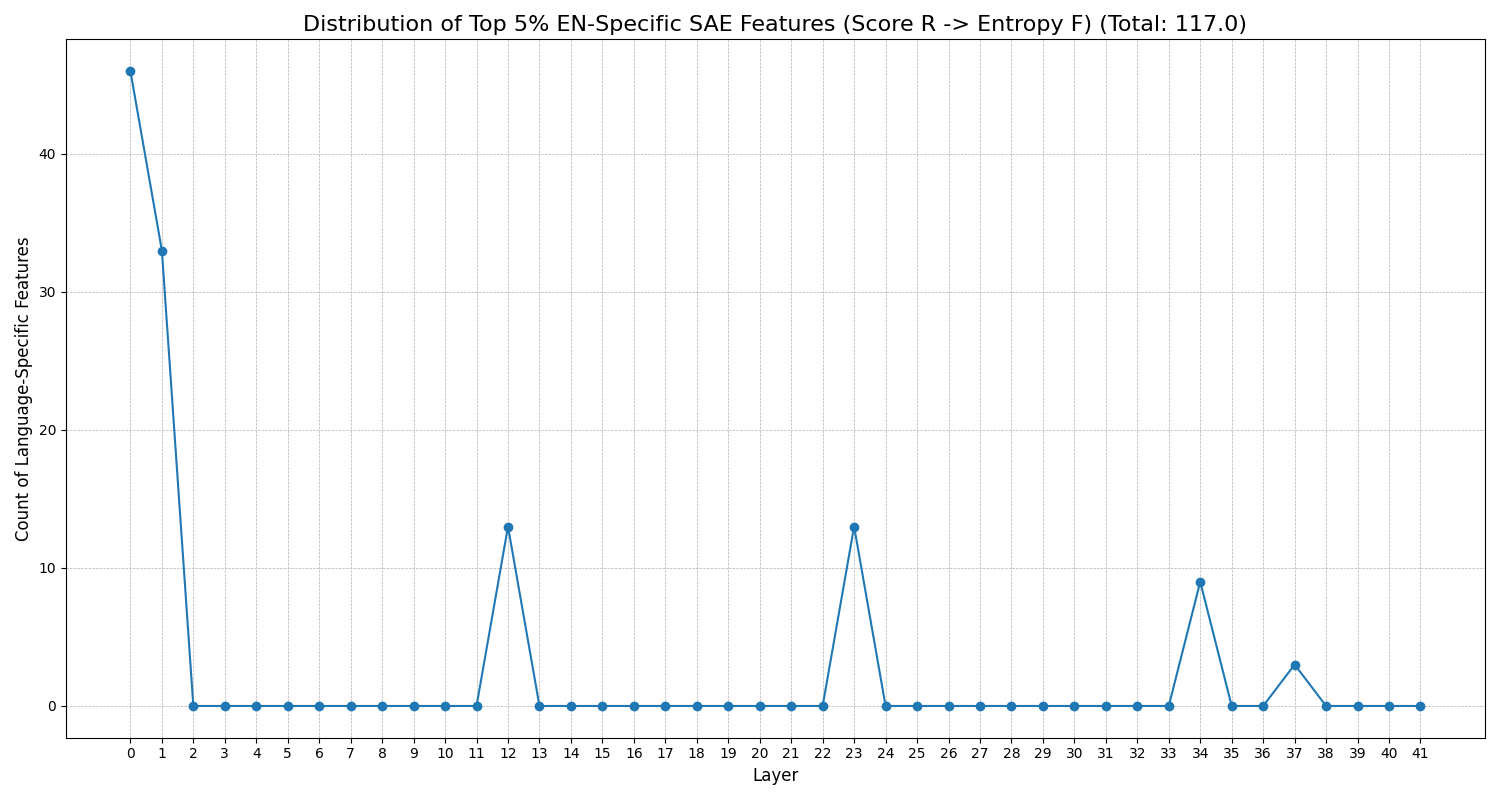 Distribution of Top 5% EN-Specific SAE Features (Score R -> Entropy F) (Total: 117.0)
Count of Language-Specific Features
40
30
20
10
0
0 1 2 3 4 5 6 7 8 9 10 11 12 13 14 15 16 17 18 19 20 21 22 23 24 25 26 27 28 29 30 31 32 33 34 35 36 37 38 39 40 41
Layer